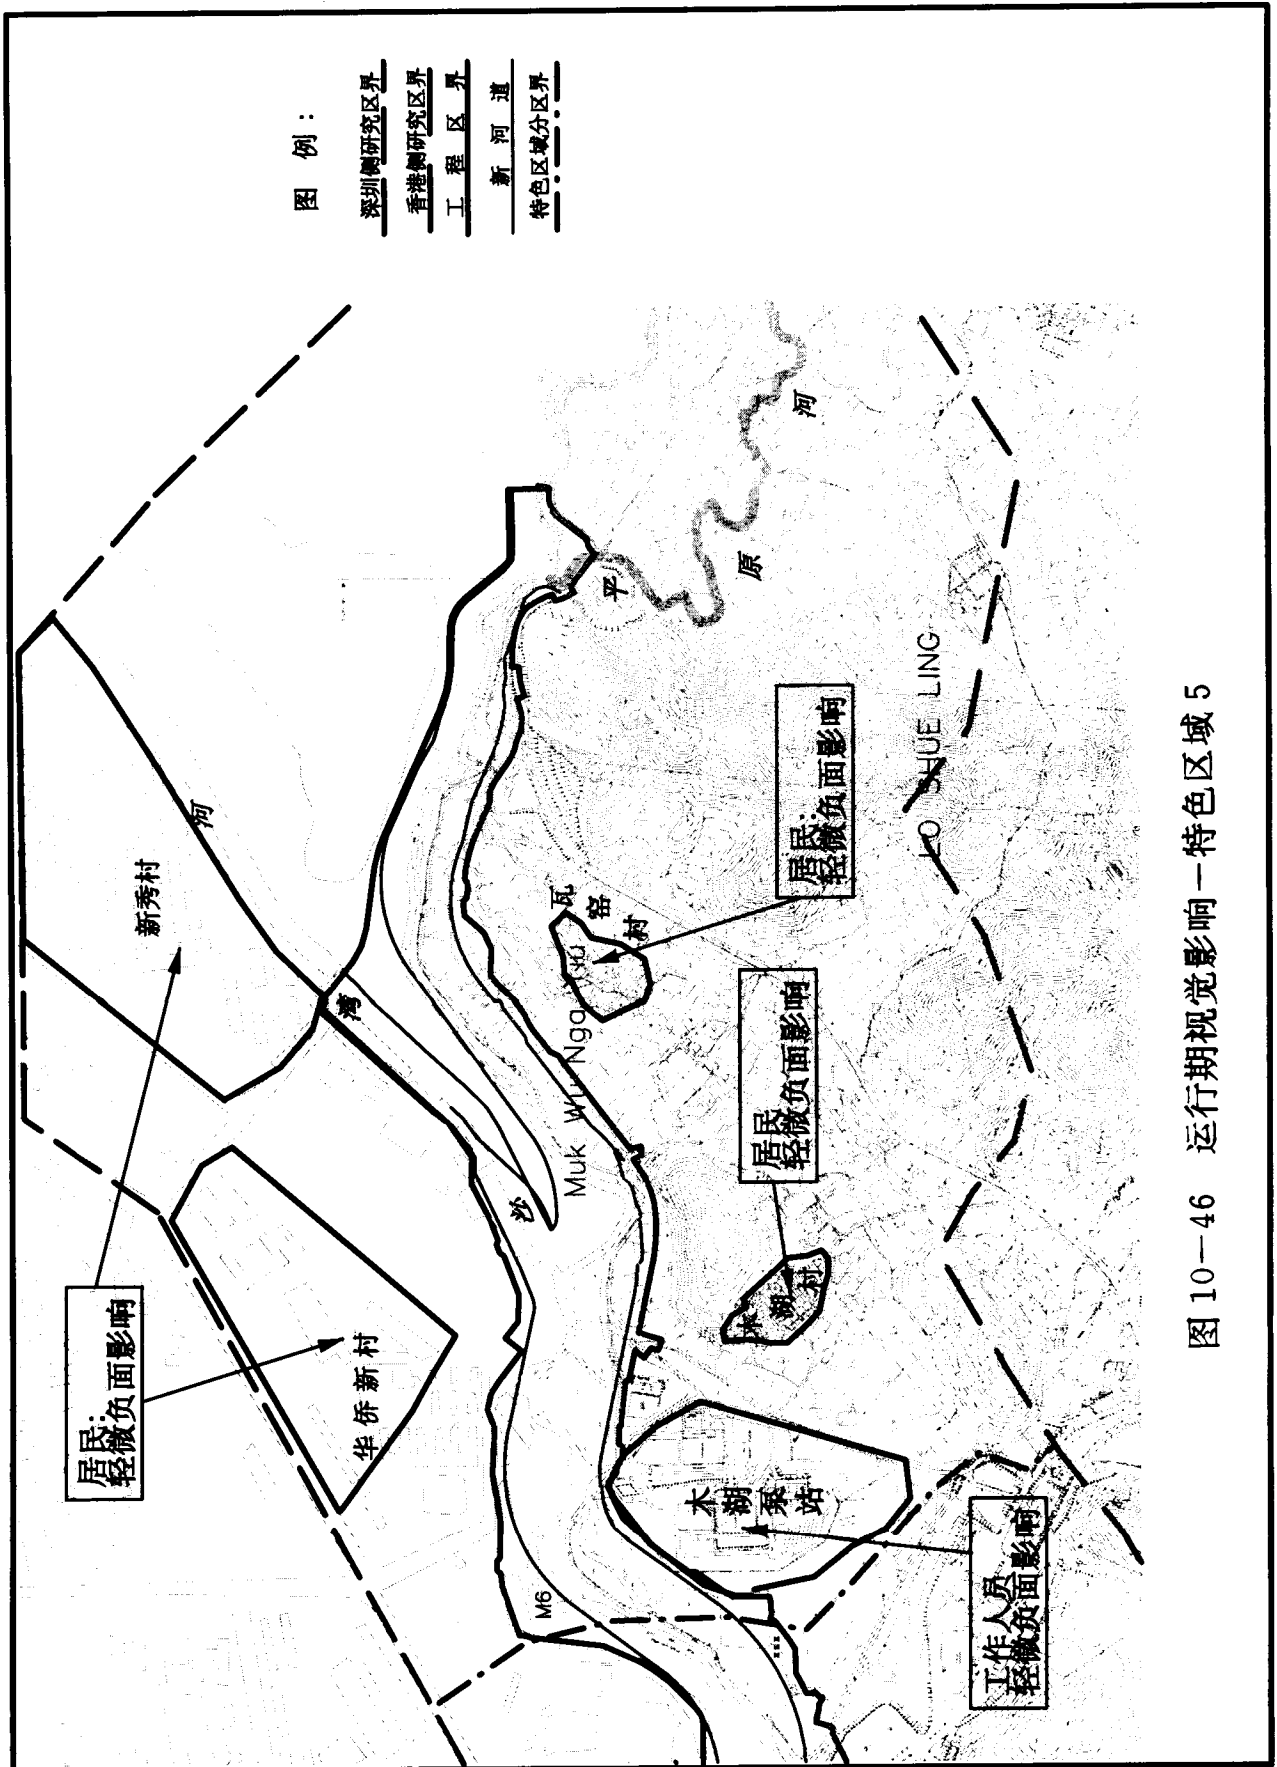 图 例：
深圳侧研究区界
香港侧研究区界
工 程 区 界
新 河 道
特色区域分区界
居民：
轻微负面影响
新秀村
河
湾
沙
华侨新村
M6
Muk Wu Nga Yiu
瓦
窑
村
平
原
河
居民：
轻微负面影响
LO SHUE LING
居民
轻微负面影响
木
湖
村
木
湖
泵
站
工作人员
轻微负面影响
图 10—46 运行期视觉影响—特色区域 5